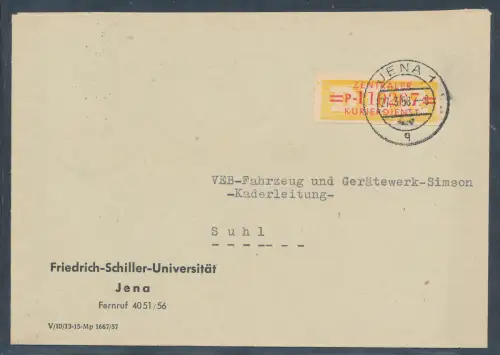 JENA 1
ZENTRALER
KURIERDIENST
q
VEB-Fahrzeug und Gerätewerk-Simson
-Kaderleitung-
Suhl
Friedrich-Schiller-Universität
Jena
Fernruf 4051/56
V/10/13-15-Mp 1667/57